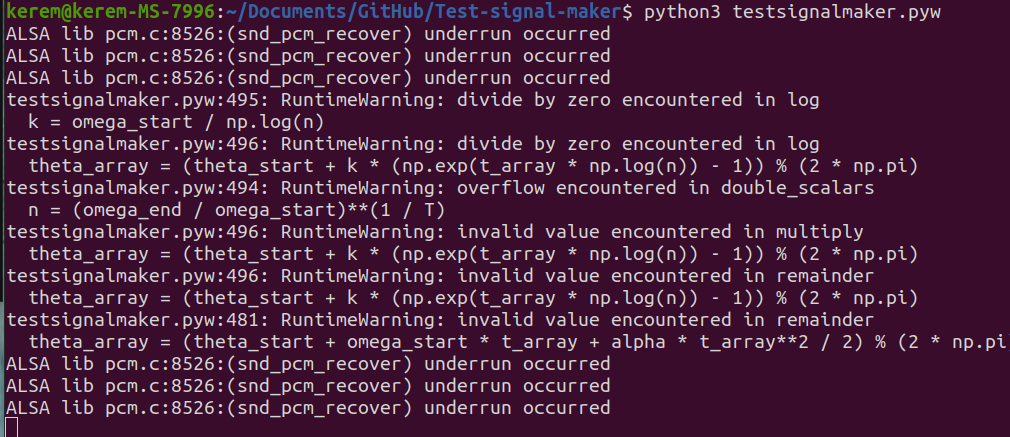 kerem@kerem-MS-7996:~/Documents/GitHub/Test-signal-maker$ python3 testsignalmaker.pyw
ALSA lib pcm.c:8526:(snd_pcm_recover) underrun occurred
ALSA lib pcm.c:8526:(snd_pcm_recover) underrun occurred
ALSA lib pcm.c:8526:(snd_pcm_recover) underrun occurred
testsignalmaker.pyw:495: RuntimeWarning: divide by zero encountered in log
  k = omega_start / np.log(n)
testsignalmaker.pyw:496: RuntimeWarning: divide by zero encountered in log
  theta_array = (theta_start + k * (np.exp(t_array * np.log(n)) - 1)) % (2 * np.pi)
testsignalmaker.pyw:494: RuntimeWarning: overflow encountered in double_scalars
  n = (omega_end / omega_start)**(1 / T)
testsignalmaker.pyw:496: RuntimeWarning: invalid value encountered in multiply
  theta_array = (theta_start + k * (np.exp(t_array * np.log(n)) - 1)) % (2 * np.pi)
testsignalmaker.pyw:496: RuntimeWarning: invalid value encountered in remainder
  theta_array = (theta_start + k * (np.exp(t_array * np.log(n)) - 1)) % (2 * np.pi)
testsignalmaker.pyw:481: RuntimeWarning: invalid value encountered in remainder
  theta_array = (theta_start + omega_start * t_array + alpha * t_array**2 / 2) % (2 * np.pi
ALSA lib pcm.c:8526:(snd_pcm_recover) underrun occurred
ALSA lib pcm.c:8526:(snd_pcm_recover) underrun occurred
ALSA lib pcm.c:8526:(snd_pcm_recover) underrun occurred